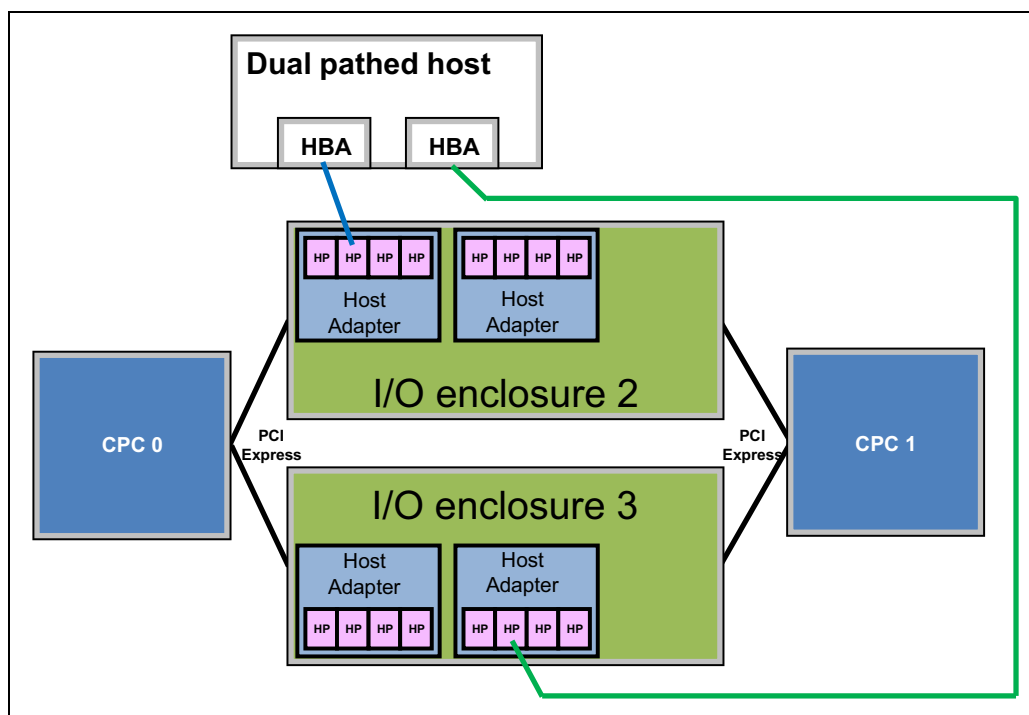 Dual pathed host
HBA HBA
HP HP HP HP HP HP HP HP
Host Host
Adapter Adapter
I/O enclosure 2
CPC 0
PCI
Express
PCI
Express
CPC 1
I/O enclosure 3
Host Host
Adapter Adapter
HP HP HP HP HP HP HP HP